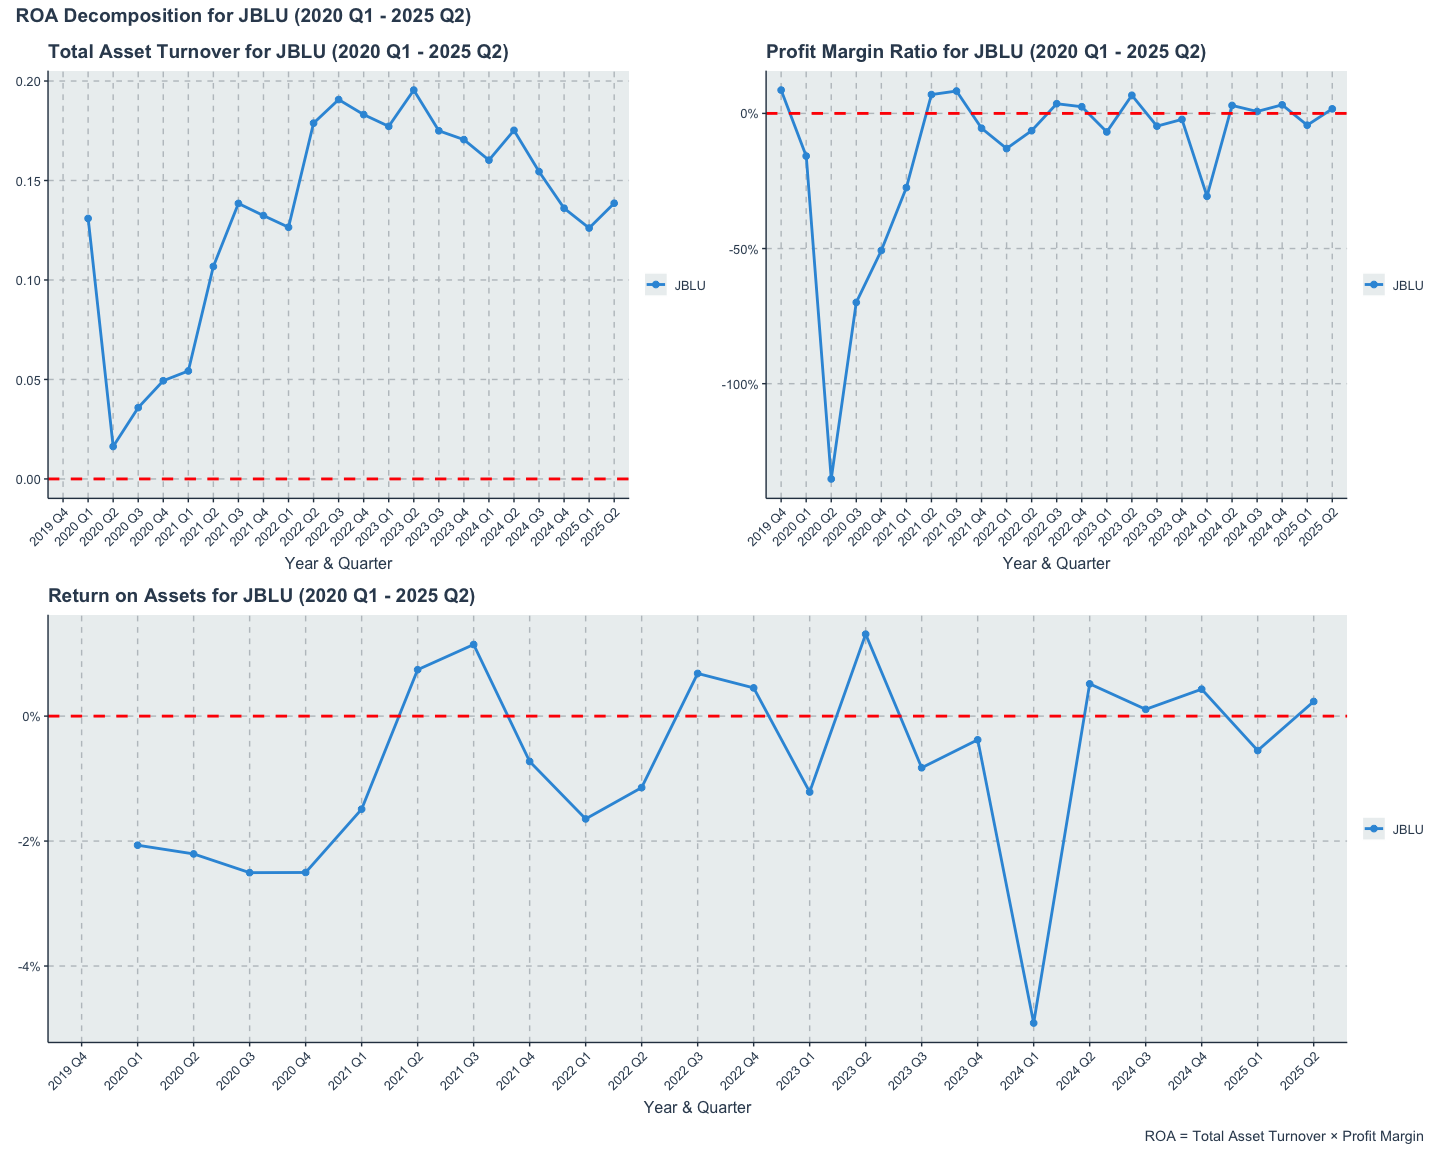 ROA Decomposition for JBLU (2020 Q1 - 2025 Q2)
Total Asset Turnover for JBLU (2020 Q1 - 2025 Q2)
0.20
0.15
0.10
0.05
0.00
2019 Q4
2020 Q1
2020 Q2
2020 Q3
2020 Q4
2021 Q1
2021 Q2
2021 Q3
2021 Q4
2022 Q1
2022 Q2
2022 Q3
2022 Q4
2023 Q1
2023 Q2
2023 Q3
2023 Q4
2024 Q1
2024 Q2
2024 Q3
2024 Q4
2025 Q1
2025 Q2
Year & Quarter
JBLU
Profit Margin Ratio for JBLU (2020 Q1 - 2025 Q2)
0%
-50%
-100%
2019 Q4
2020 Q1
2020 Q2
2020 Q3
2020 Q4
2021 Q1
2021 Q2
2021 Q3
2021 Q4
2022 Q1
2022 Q2
2022 Q3
2022 Q4
2023 Q1
2023 Q2
2023 Q3
2023 Q4
2024 Q1
2024 Q2
2024 Q3
2024 Q4
2025 Q1
2025 Q2
Year & Quarter
JBLU
Return on Assets for JBLU (2020 Q1 - 2025 Q2)
0%
-2%
-4%
2019 Q4
2020 Q1
2020 Q2
2020 Q3
2020 Q4
2021 Q1
2021 Q2
2021 Q3
2021 Q4
2022 Q1
2022 Q2
2022 Q3
2022 Q4
2023 Q1
2023 Q2
2023 Q3
2023 Q4
2024 Q1
2024 Q2
2024 Q3
2024 Q4
2025 Q1
2025 Q2
Year & Quarter
JBLU
ROA = Total Asset Turnover × Profit Margin